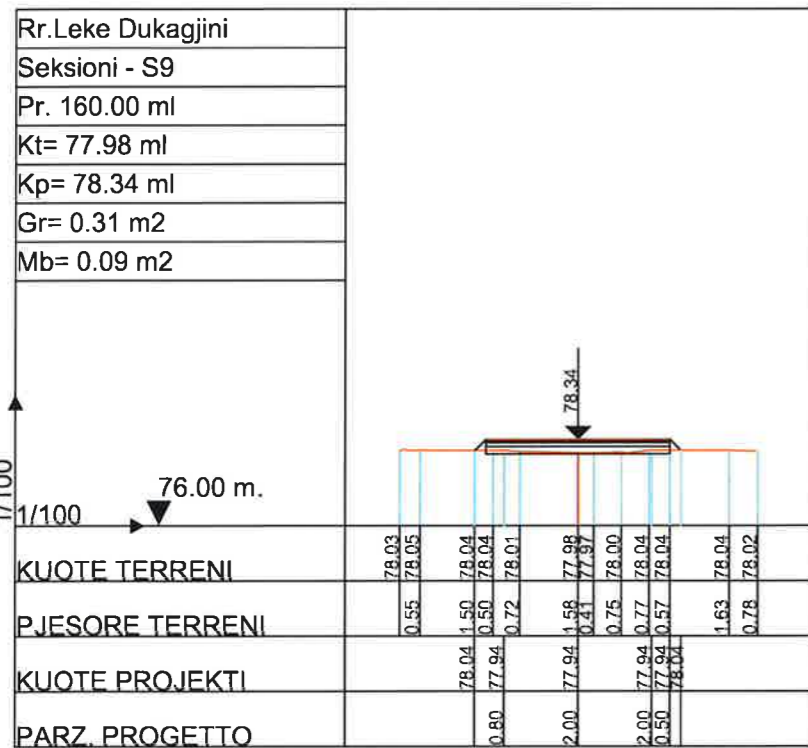 Rr.Leke Dukagjini
Seksioni - S9
Pr. 160.00 ml
Kt= 77.98 ml
Kp= 78.34 ml
Gr= 0.31 m2
Mb= 0.09 m2
78.34
1/100
76.00 m.
1/100
KUOTE TERRENI 78.03 78.05 78.04 78.04 78.01 77.98 77.97 78.00 78.04 78.04 78.04 78.02
PJESORE TERRENI 0.55 1.50 0.50 0.72 1.58 0.41 0.75 0.77 0.57 1.63 0.78
KUOTE PROJEKTI 78.04 77.94 77.94 77.94 77.94 78.04
PARZ. PROGETTO 0.80 2.00 2.00 0.50